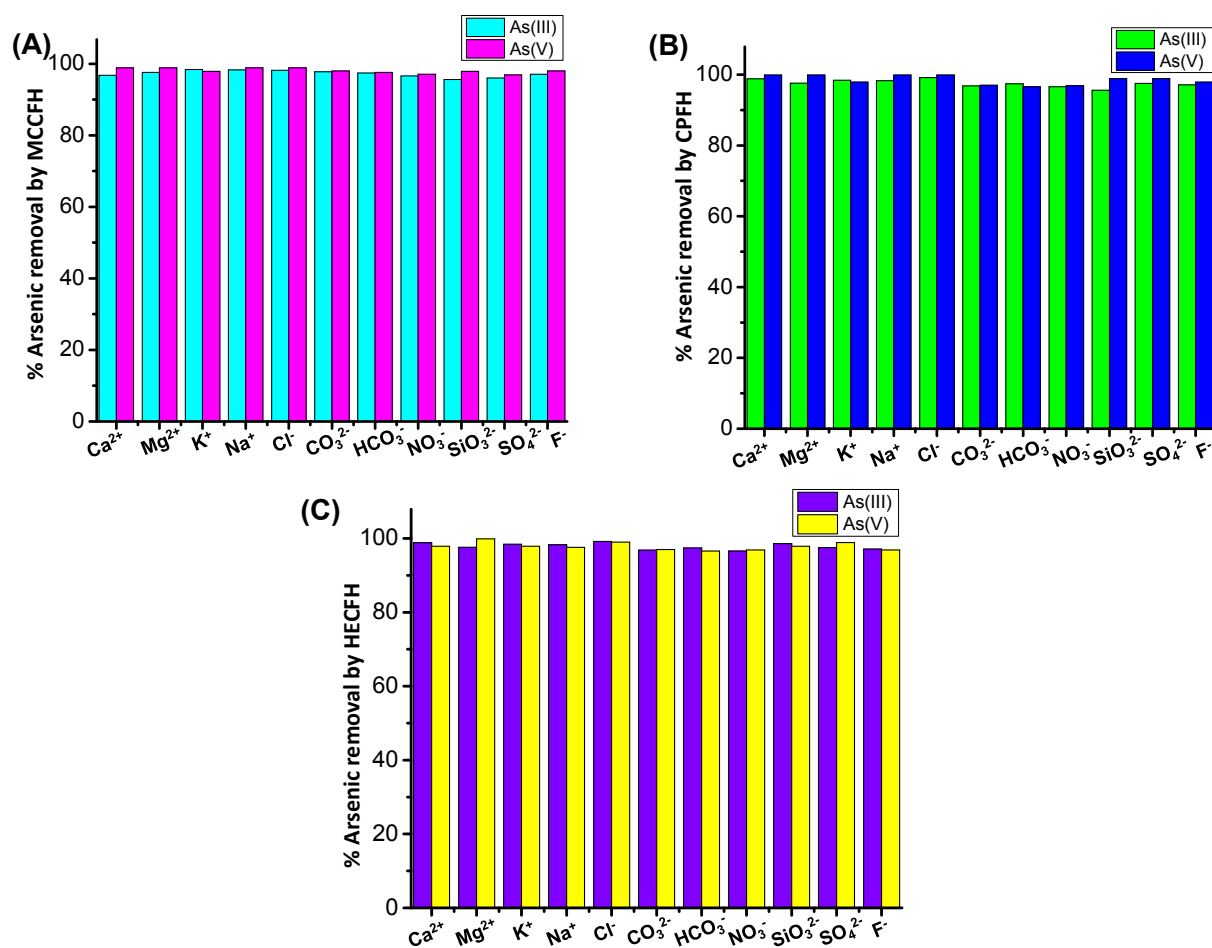 (A)
As(III)
As(V)
% Arsenic removal by MCCFH
100
80
60
40
20
0
Ca²⁺ Mg²⁺ K⁺ Na⁺ Cl⁻ CO₃²⁻ HCO₃⁻ NO₃⁻ SiO₃²⁻ SO₄²⁻ F⁻
(B)
As(III)
As(V)
% Arsenic removal by CPFH
100
80
60
40
20
0
Ca²⁺ Mg²⁺ K⁺ Na⁺ Cl⁻ CO₃²⁻ HCO₃⁻ NO₃⁻ SiO₃²⁻ SO₄²⁻ F⁻
(C)
As(III)
As(V)
% Arsenic removal by HECFH
100
80
60
40
20
0
Ca²⁺ Mg²⁺ K⁺ Na⁺ Cl⁻ CO₃²⁻ HCO₃⁻ NO₃⁻ SiO₃²⁻ SO₄²⁻ F⁻